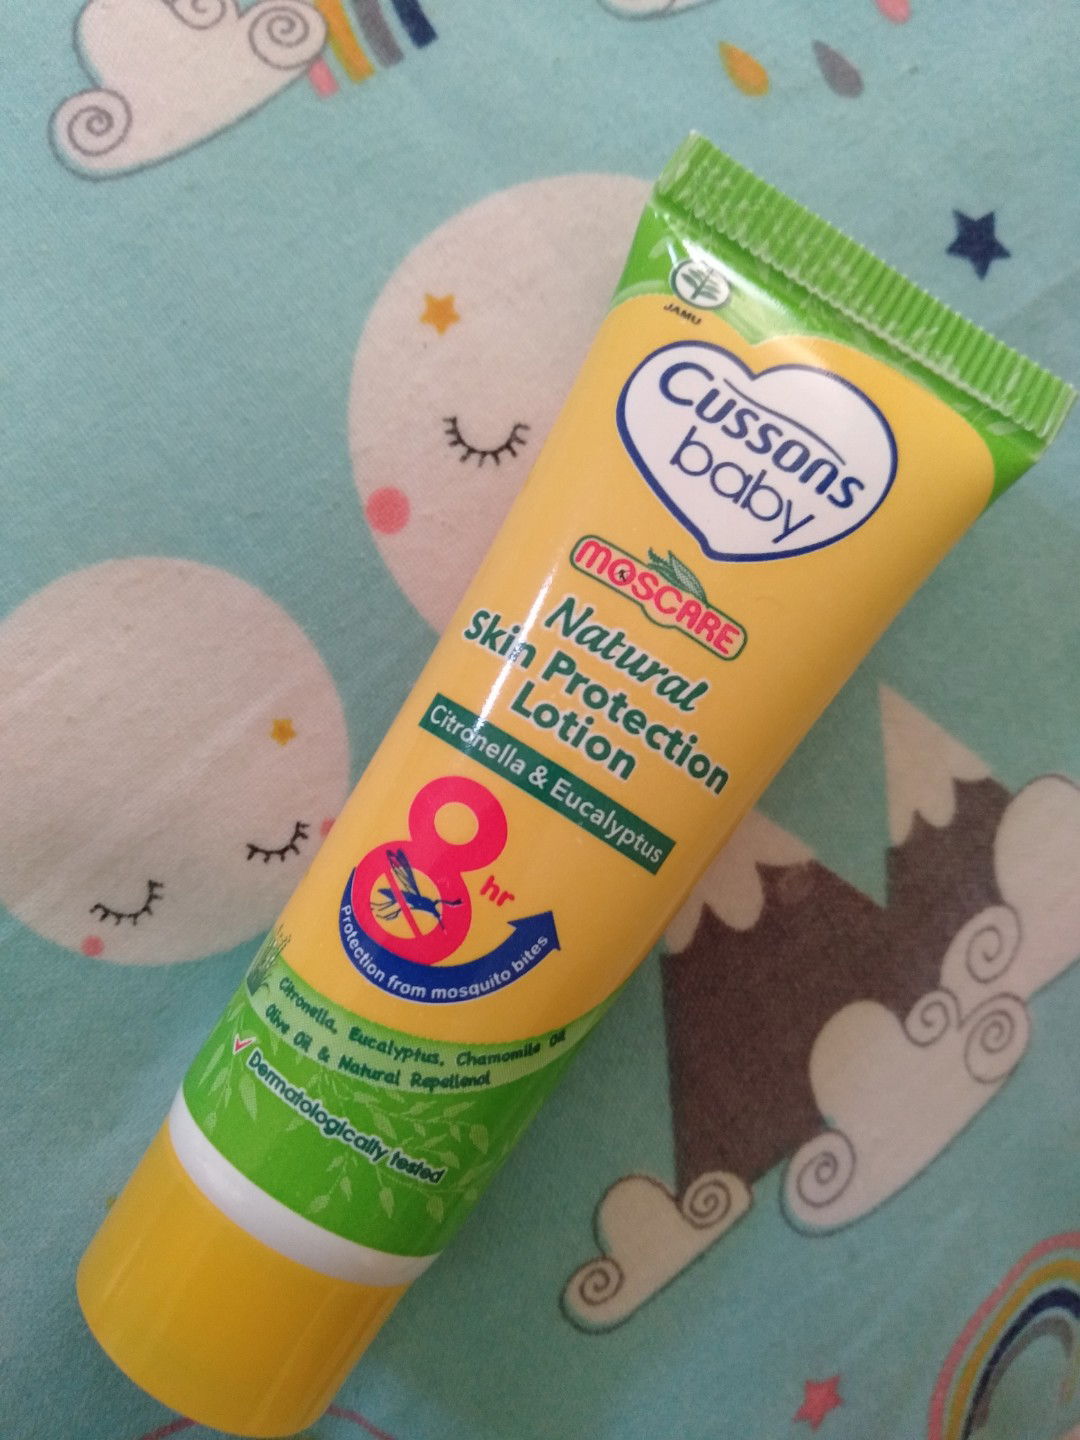 JAMU
Cussons
baby
MOSCARE
Natural
Skin Protection
Lotion
Citronella & Eucalyptus
8 hr
Protection from mosquito bites
Citronella, Eucalyptus, Chamomile Oil
Olive Oil & Natural Repellenol
Dermatologically tested